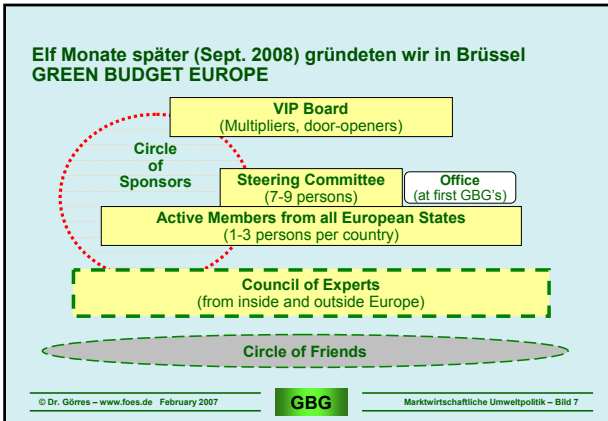 Elf Monate später (Sept. 2008) gründeten wir in Brüssel
GREEN BUDGET EUROPE
VIP Board
(Multipliers, door-openers)
Circle
of
Sponsors
Steering Committee
(7-9 persons)
Office
(at first GBG's)
Active Members from all European States
(1-3 persons per country)
Council of Experts
(from inside and outside Europe)
Circle of Friends
© Dr. Görres – www.foes.de February 2007
GBG
Marktwirtschaftliche Umweltpolitik – Bild 7